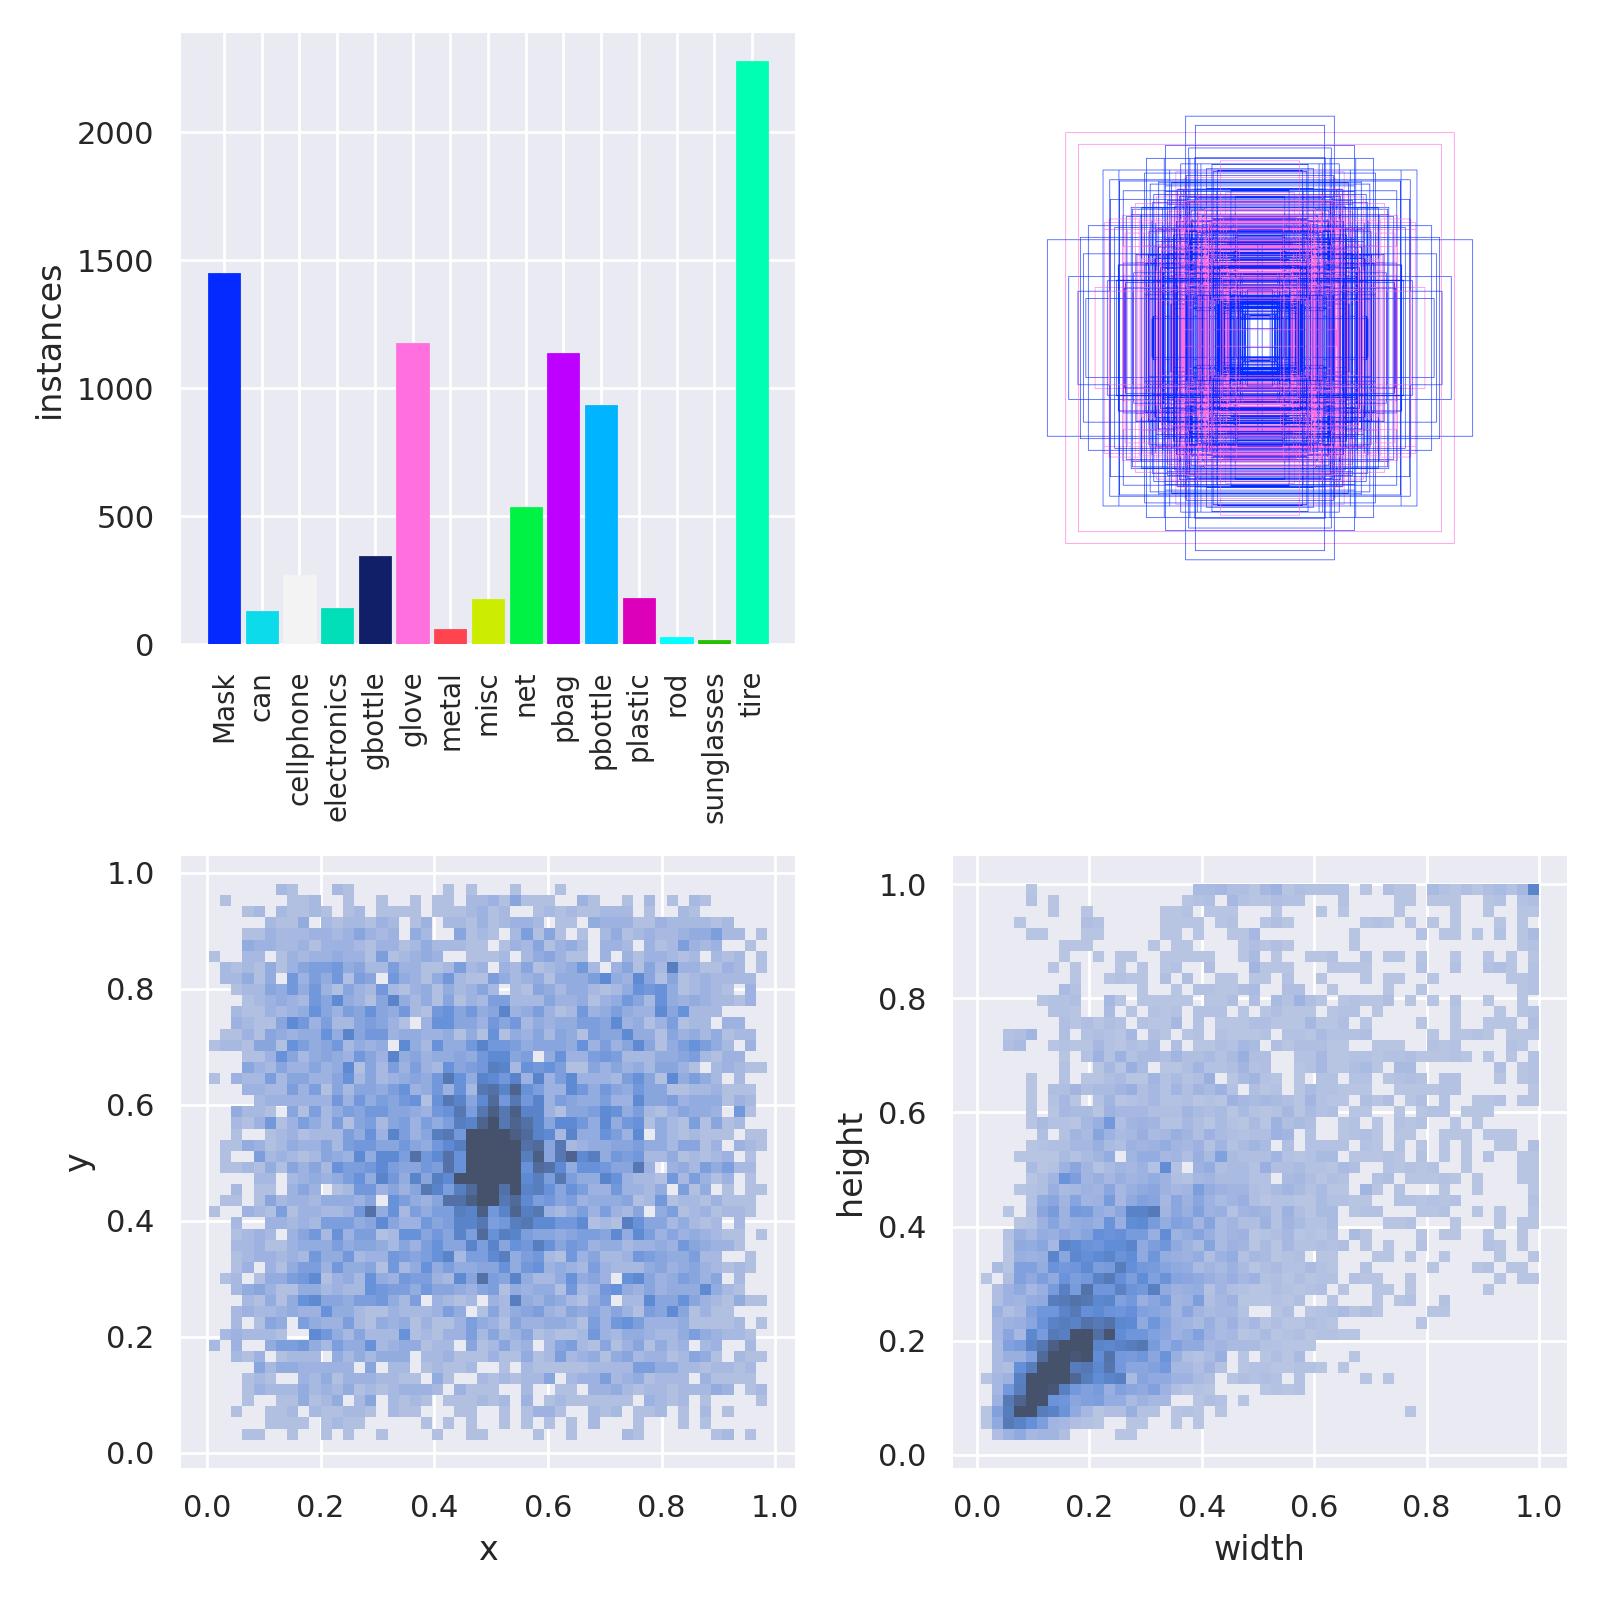 instances
2000
1500
1000
500
0
Mask
can
cellphone
electronics
gbottle
glove
metal
misc
net
pbag
pbottle
plastic
rod
sunglasses
tire
y
1.0
0.8
0.6
0.4
0.2
0.0
0.0 0.2 0.4 0.6 0.8 1.0
x
height
1.0
0.8
0.6
0.4
0.2
0.0
0.0 0.2 0.4 0.6 0.8 1.0
width